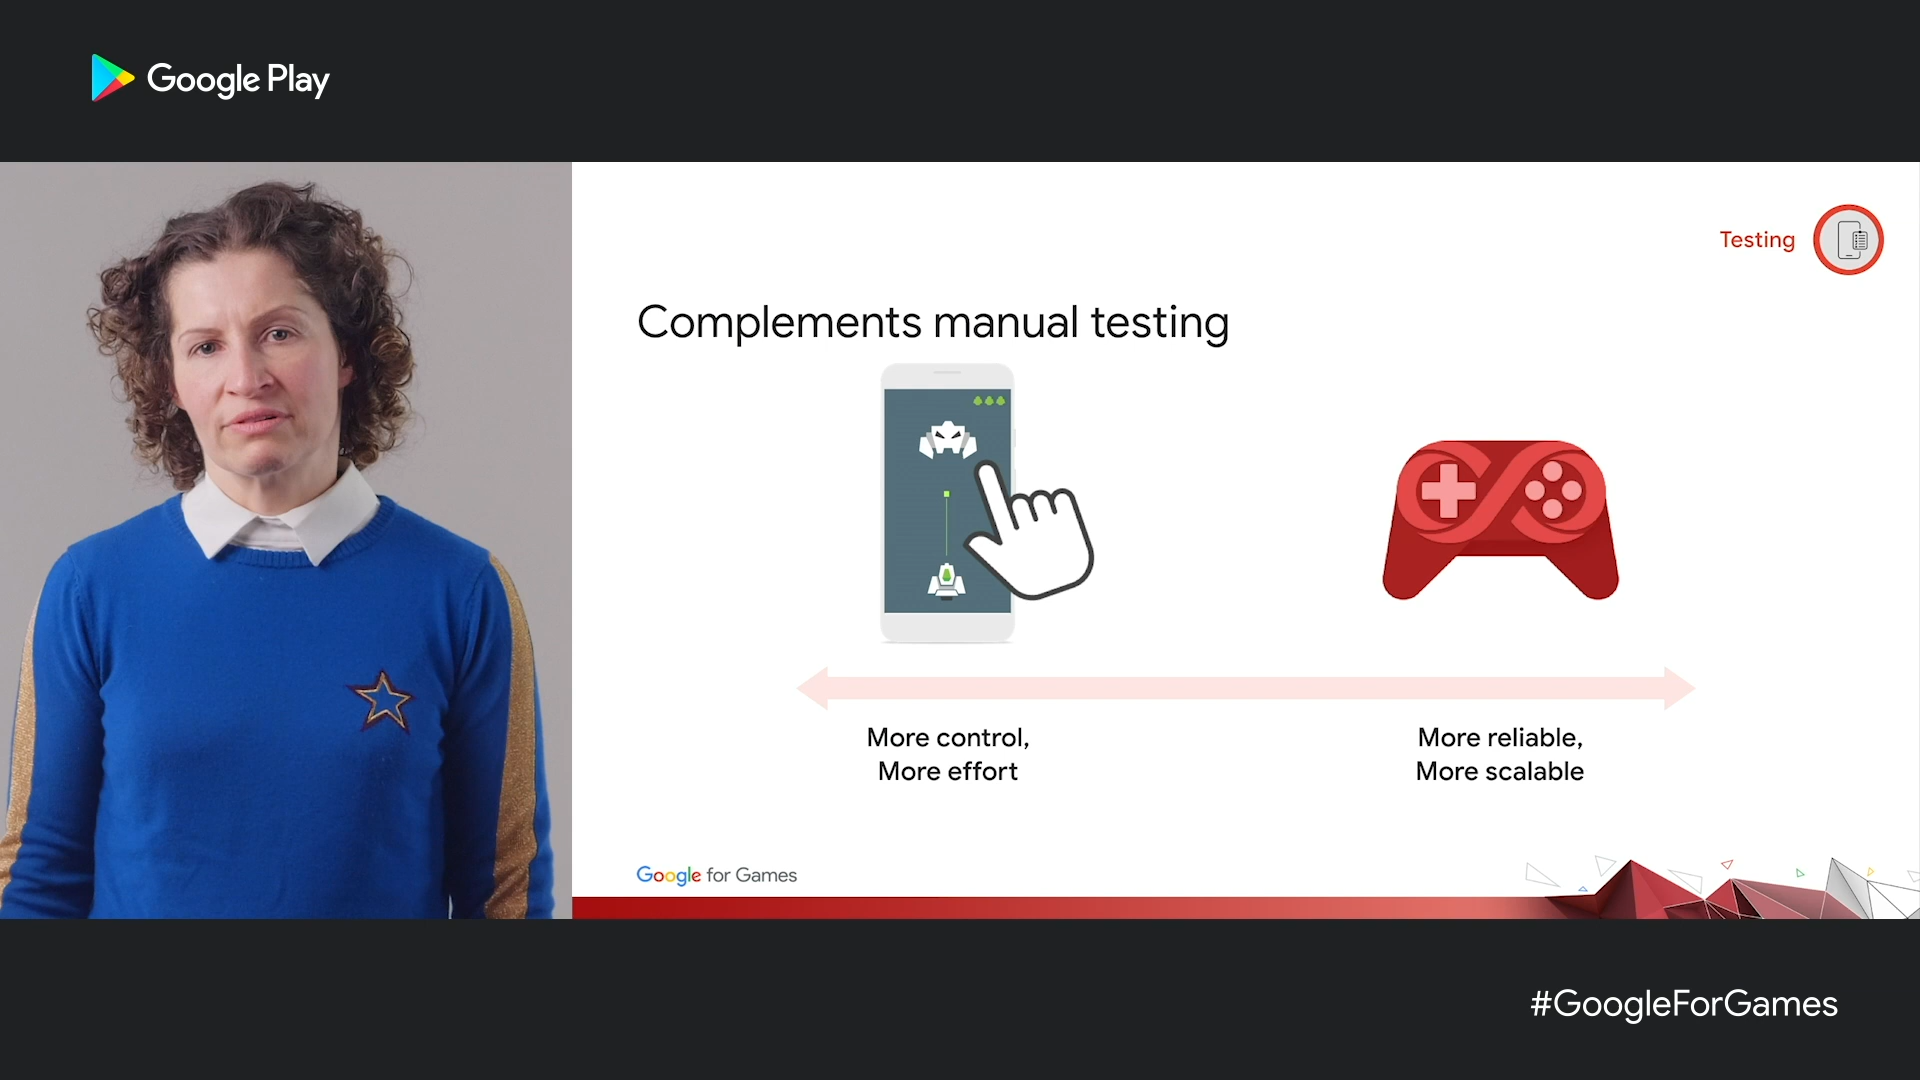 Google Play
Testing
Complements manual testing
More control,
More effort
More reliable,
More scalable
Google for Games
#GoogleForGames